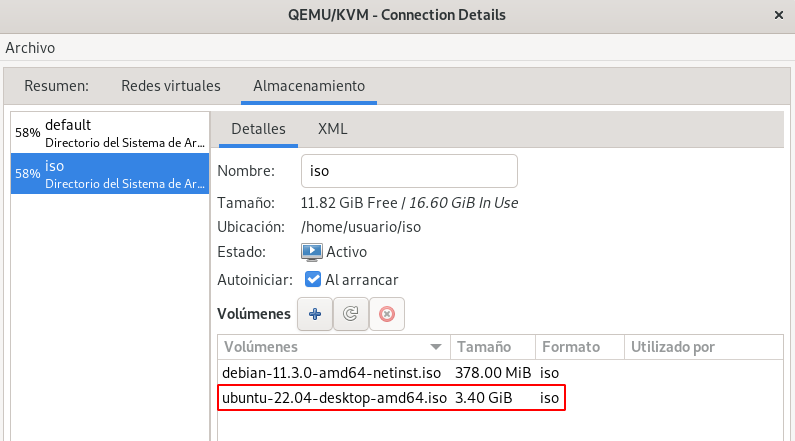 QEMU/KVM - Connection Details
Archivo
Resumen: Redes virtuales Almacenamiento
58% default
Directorio del Sistema de Ar...
58% iso
Directorio del Sistema de Ar...
Detalles XML
Nombre: iso
Tamaño: 11.82 GiB Free / 16.60 GiB In Use
Ubicación: /home/usuario/iso
Estado: Activo
Autoiniciar: Al arrancar
Volúmenes
Volúmenes Tamaño Formato Utilizado por
debian-11.3.0-amd64-netinst.iso 378.00 MiB iso
ubuntu-22.04-desktop-amd64.iso 3.40 GiB iso